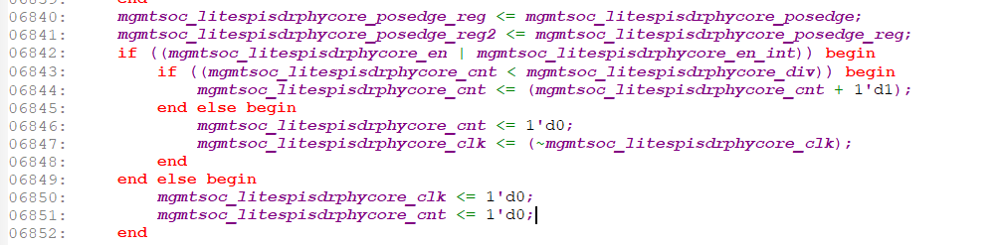 end
06840: mgmtsoc_litespisdrphycore_posedge_reg <= mgmtsoc_litespisdrphycore_posedge;
06841: mgmtsoc_litespisdrphycore_posedge_reg2 <= mgmtsoc_litespisdrphycore_posedge_reg;
06842: if ((mgmtsoc_litespisdrphycore_en | mgmtsoc_litespisdrphycore_en_int)) begin
06843: if ((mgmtsoc_litespisdrphycore_cnt < mgmtsoc_litespisdrphycore_div)) begin
06844: mgmtsoc_litespisdrphycore_cnt <= (mgmtsoc_litespisdrphycore_cnt + 1'd1);
06845: end else begin
06846: mgmtsoc_litespisdrphycore_cnt <= 1'd0;
06847: mgmtsoc_litespisdrphycore_clk <= (~mgmtsoc_litespisdrphycore_clk);
06848: end
06849: end else begin
06850: mgmtsoc_litespisdrphycore_clk <= 1'd0;
06851: mgmtsoc_litespisdrphycore_cnt <= 1'd0;
06852: end